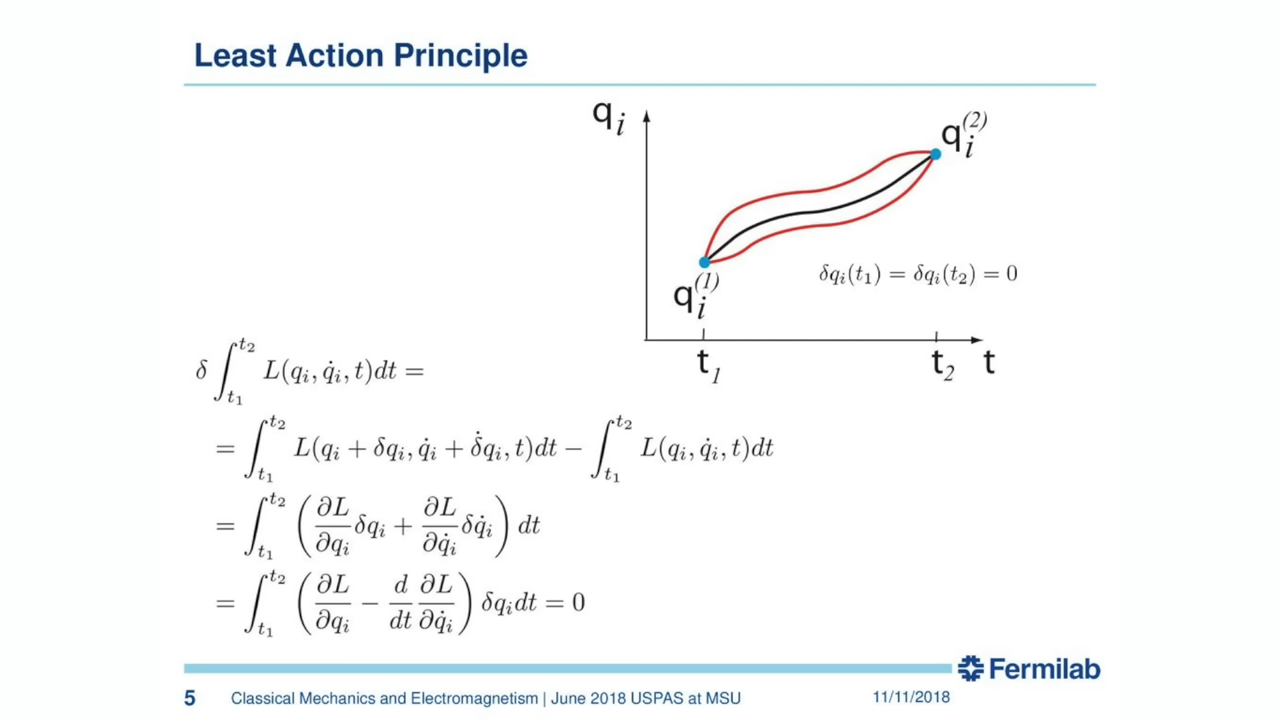 Least Action Principle
q_i
q_i^{(2)}
q_i^{(1)}
δq_i(t_1) = δq_i(t_2) = 0
t_1
t_2
t
δ ∫_{t_1}^{t_2} L(q_i, q̇_i, t)dt =
= ∫_{t_1}^{t_2} L(q_i + δq_i, q̇_i + δ̇q_i, t)dt − ∫_{t_1}^{t_2} L(q_i, q̇_i, t)dt
= ∫_{t_1}^{t_2} (∂L/∂q_i δq_i + ∂L/∂q̇_i δq̇_i) dt
= ∫_{t_1}^{t_2} (∂L/∂q_i − d/dt ∂L/∂q̇_i) δq_i dt = 0
Fermilab
5 Classical Mechanics and Electromagnetism | June 2018 USPAS at MSU 11/11/2018